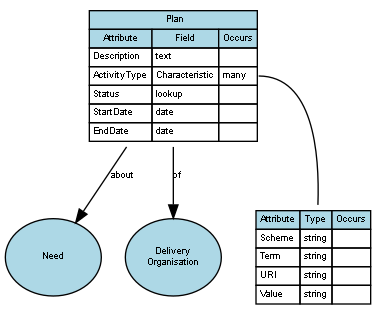 Plan
Attribute Field Occurs
Description text
ActivityType Characteristic many
Status lookup
StartDate date
EndDate date
about of
Need
Delivery
Organisation
Attribute Type Occurs
Scheme string
Term string
URI string
Value string